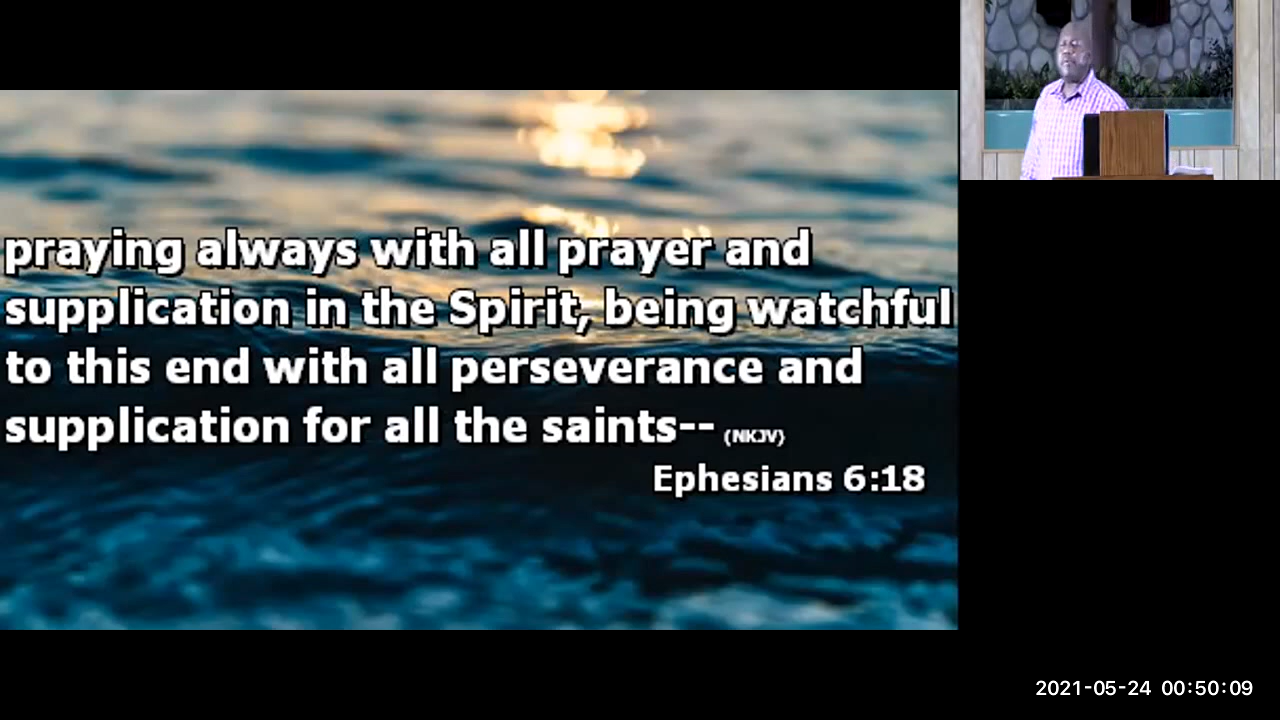 praying always with all prayer and
supplication in the Spirit, being watchful
to this end with all perseverance and
supplication for all the saints-- (NKJV)
Ephesians 6:18
2021-05-24 00:50:09